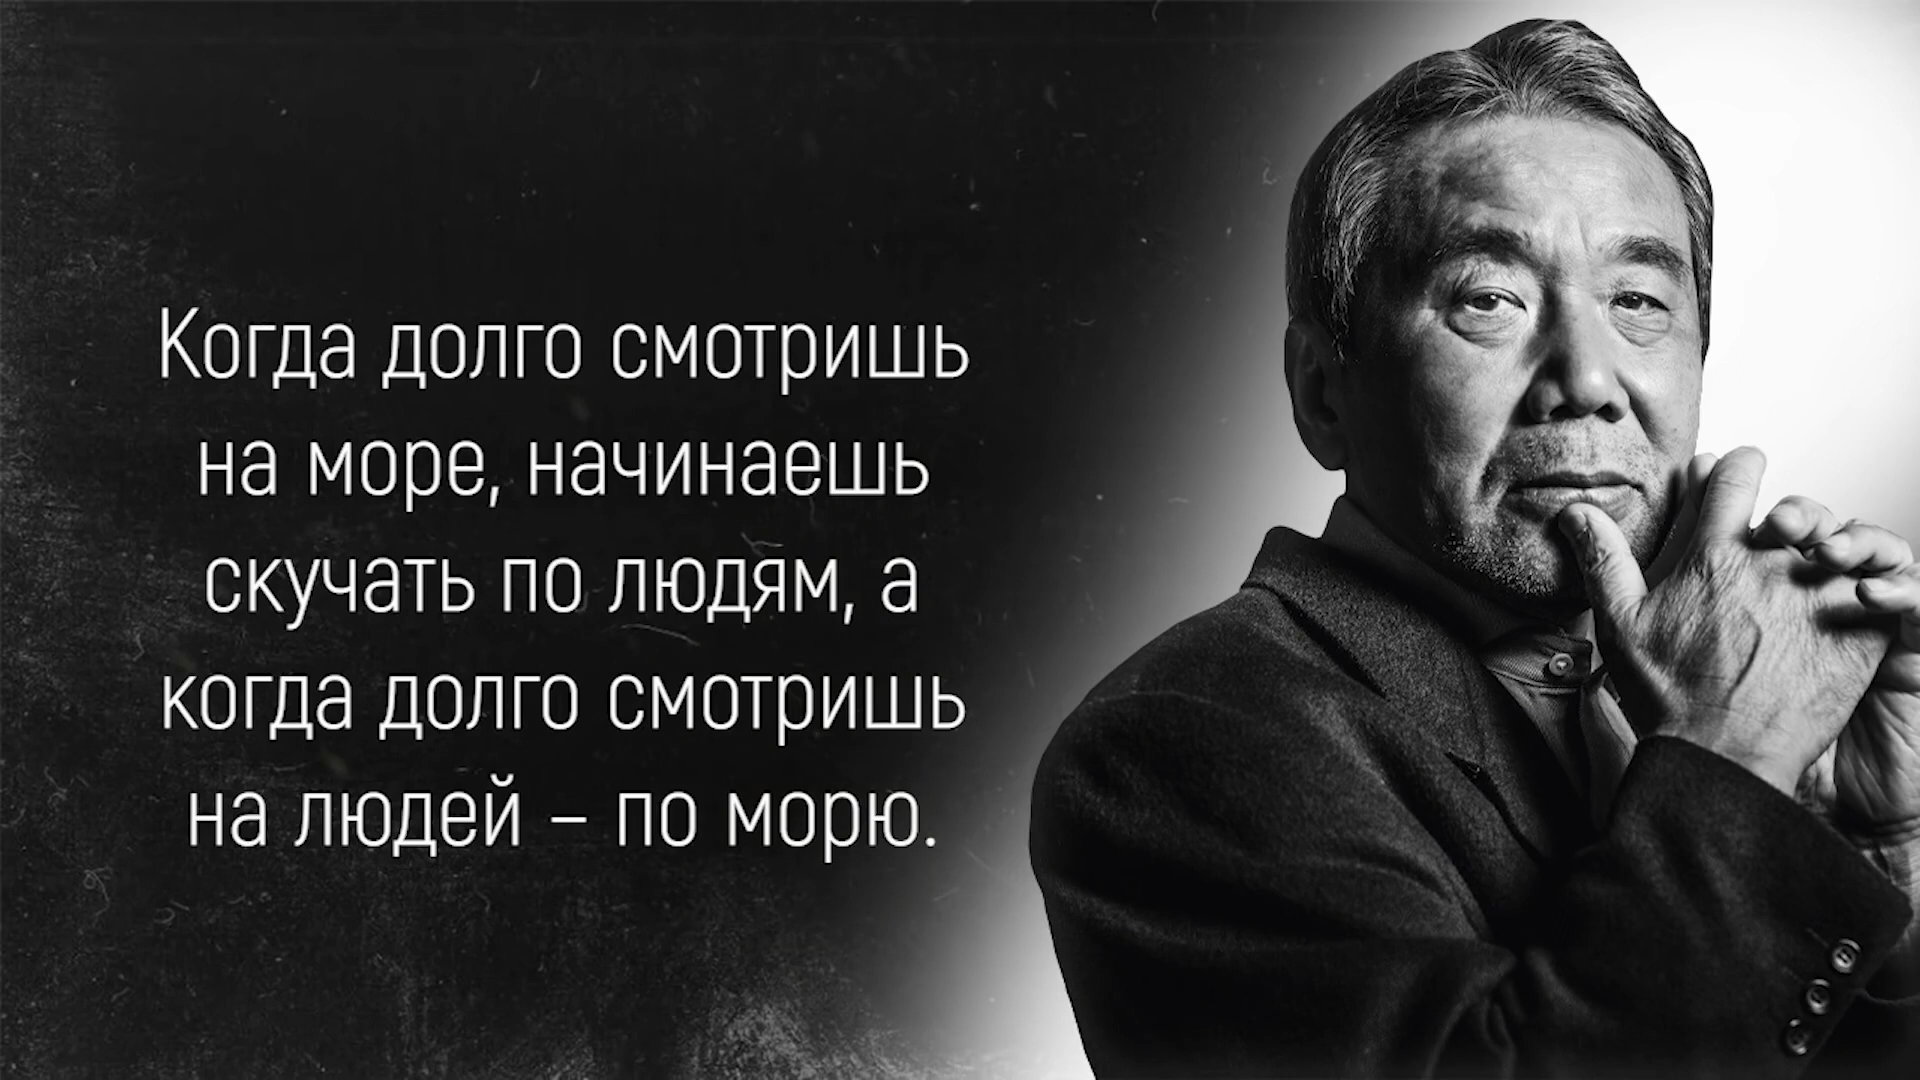 Когда долго смотришь
на море, начинаешь
скучать по людям, а
когда долго смотришь
на людей – по морю.